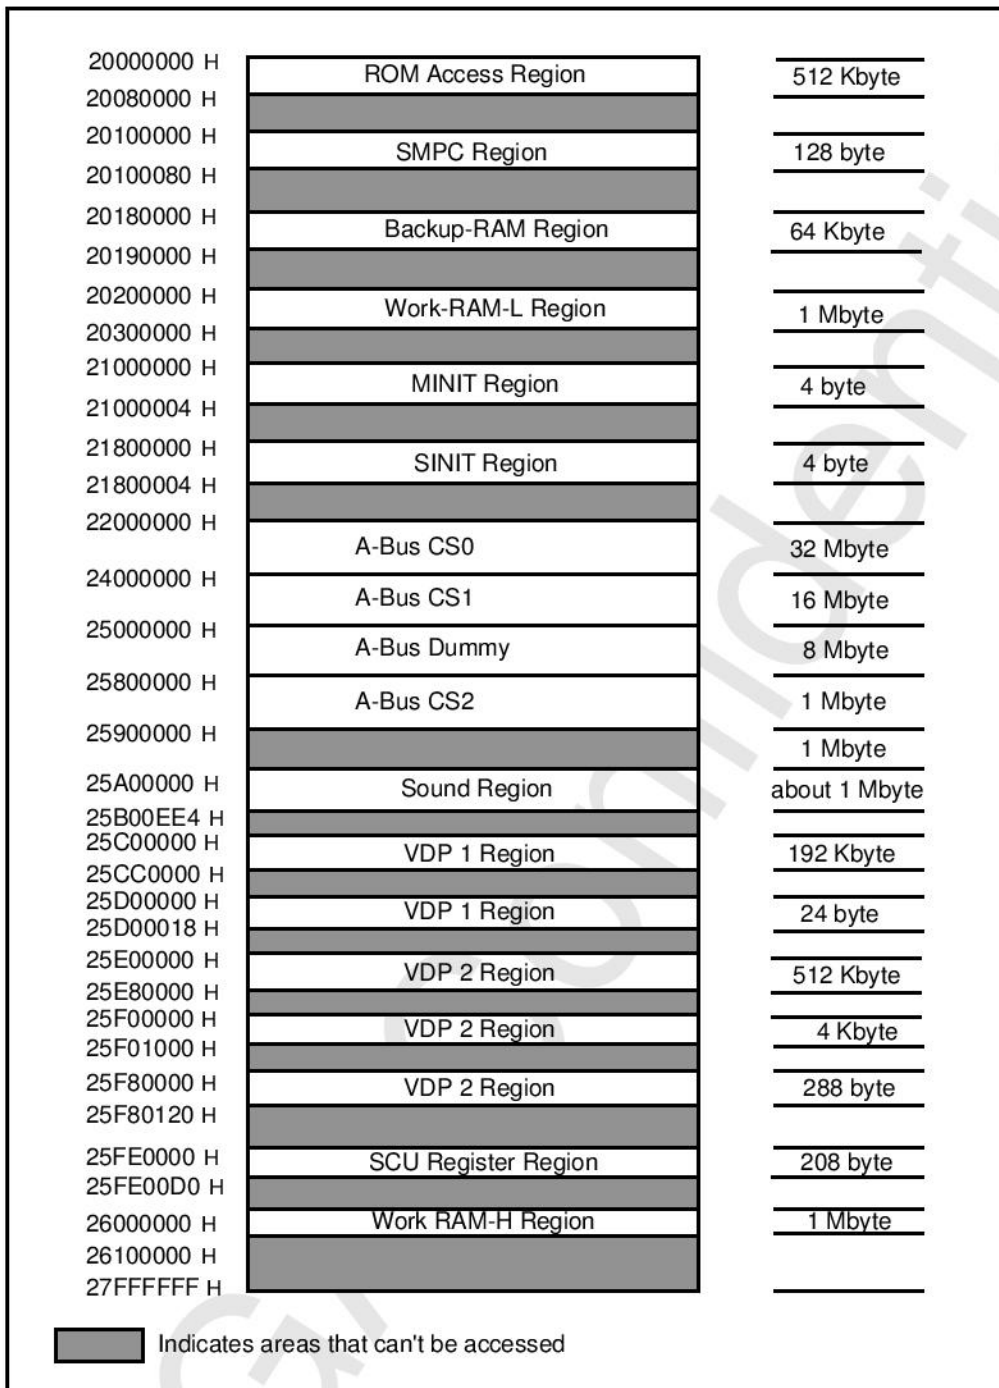 20000000 H
ROM Access Region
512 Kbyte
20080000 H
20100000 H
SMPC Region
128 byte
20100080 H
20180000 H
Backup-RAM Region
64 Kbyte
20190000 H
20200000 H
Work-RAM-L Region
1 Mbyte
20300000 H
21000000 H
MINIT Region
4 byte
21000004 H
21800000 H
SINIT Region
4 byte
21800004 H
22000000 H
A-Bus CS0
32 Mbyte
24000000 H
A-Bus CS1
16 Mbyte
25000000 H
A-Bus Dummy
8 Mbyte
25800000 H
A-Bus CS2
1 Mbyte
25900000 H
1 Mbyte
25A00000 H
Sound Region
about 1 Mbyte
25B00EE4 H
25C00000 H
VDP 1 Region
192 Kbyte
25CC0000 H
25D00000 H
VDP 1 Region
24 byte
25D00018 H
25E00000 H
VDP 2 Region
512 Kbyte
25E80000 H
25F00000 H
VDP 2 Region
4 Kbyte
25F01000 H
25F80000 H
VDP 2 Region
288 byte
25F80120 H
25FE0000 H
SCU Register Region
208 byte
25FE00D0 H
26000000 H
Work RAM-H Region
1 Mbyte
26100000 H
27FFFFFF H
Indicates areas that can't be accessed